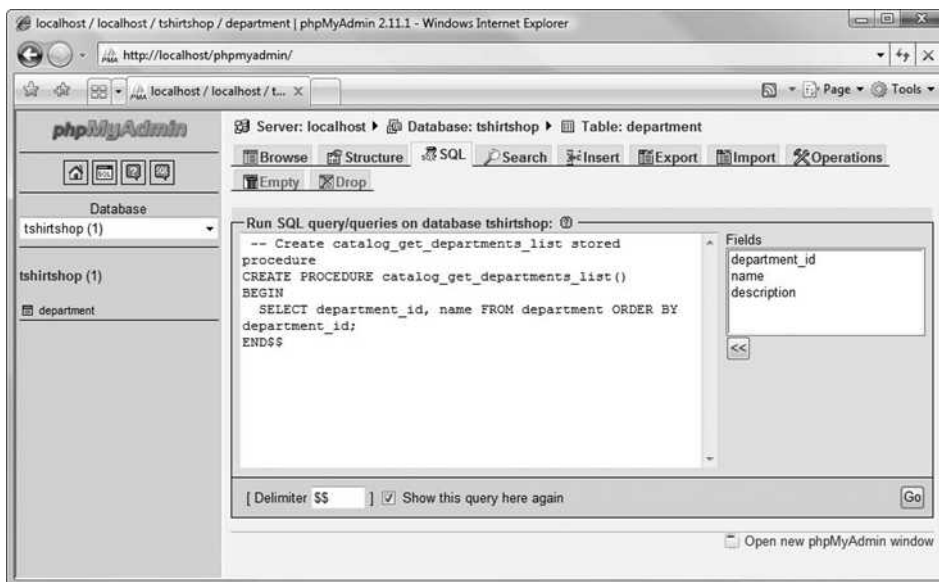 localhost / localhost / tshirtshop / department | phpMyAdmin 2.11.1 - Windows Internet Explorer
http://localhost/phpmyadmin/
localhost / localhost / t...
Page
Tools
phpMyAdmin
Server: localhost
Database: tshirtshop
Table: department
Browse
Structure
SQL
Search
Insert
Export
Import
Operations
Empty
Drop
Database
tshirtshop (1)
tshirtshop (1)
department
Run SQL query/queries on database tshirtshop:
-- Create catalog_get_departments_list stored
procedure
CREATE PROCEDURE catalog_get_departments_list()
BEGIN
SELECT department_id, name FROM department ORDER BY
department_id;
END$$
Fields
department_id
name
description
<<
[ Delimiter $$ ] Show this query here again
Go
Open new phpMyAdmin window